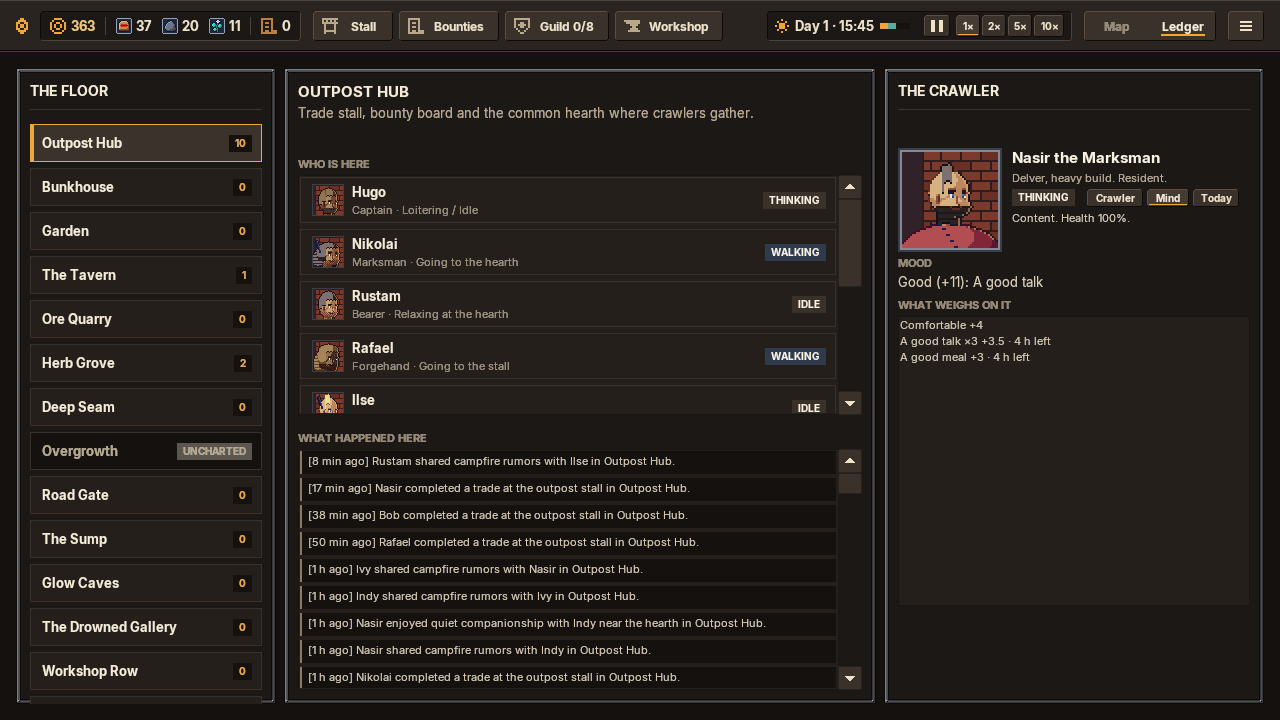 363
37
20
11
0
Stall
Bounties
Guild 0/8
Workshop
Day 1 · 15:45
1×
2×
5×
10×
Map
Ledger
THE FLOOR
Outpost Hub 10
Bunkhouse 0
Garden 0
The Tavern 1
Ore Quarry 0
Herb Grove 2
Deep Seam 0
Overgrowth UNCHARTED
Road Gate 0
The Sump 0
Glow Caves 0
The Drowned Gallery 0
Workshop Row 0
OUTPOST HUB
Trade stall, bounty board and the common hearth where crawlers gather.
WHO IS HERE
Hugo
Captain · Loitering / Idle
THINKING
Nikolai
Marksman · Going to the hearth
WALKING
Rustam
Bearer · Relaxing at the hearth
IDLE
Rafael
Forgehand · Going to the stall
WALKING
Ilse
IDLE
WHAT HAPPENED HERE
[8 min ago] Rustam shared campfire rumors with Ilse in Outpost Hub.
[17 min ago] Nasir completed a trade at the outpost stall in Outpost Hub.
[38 min ago] Bob completed a trade at the outpost stall in Outpost Hub.
[50 min ago] Rafael completed a trade at the outpost stall in Outpost Hub.
[1 h ago] Ivy shared campfire rumors with Nasir in Outpost Hub.
[1 h ago] Indy shared campfire rumors with Ivy in Outpost Hub.
[1 h ago] Nasir enjoyed quiet companionship with Indy near the hearth in Outpost Hub.
[1 h ago] Nasir shared campfire rumors with Indy in Outpost Hub.
[1 h ago] Nikolai completed a trade at the outpost stall in Outpost Hub.
THE CRAWLER
Nasir the Marksman
Delver, heavy build. Resident.
THINKING Crawler Mind Today
Content. Health 100%.
MOOD
Good (+11): A good talk
WHAT WEIGHS ON IT
Comfortable +4
A good talk ×3 +3.5 · 4 h left
A good meal +3 · 4 h left